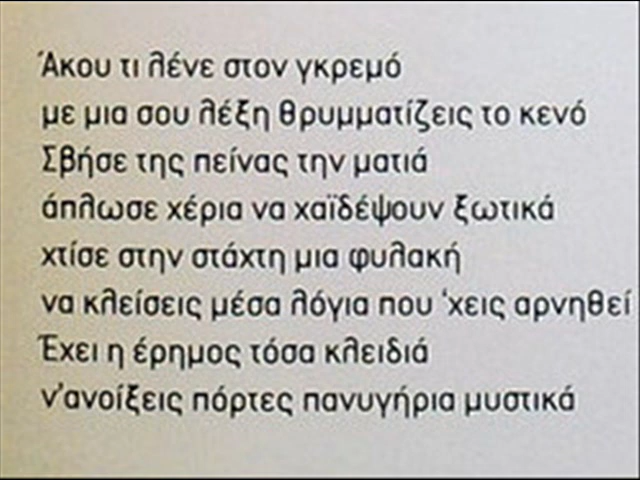 Άκου τι λένε στον γκρεμό
με μια σου λέξη θρυμματίζεις το κενό
Σβήσε της πείνας την ματιά
άπλωσε χέρια να χαϊδέψουν ξωτικά
χτίσε στην στάχτη μια φυλακή
να κλείσεις μέσα λόγια που ‘χεις αρνηθεί
Έχει η έρημος τόσα κλειδιά
ν’ανοίξεις πόρτες πανυγήρια μυστικά